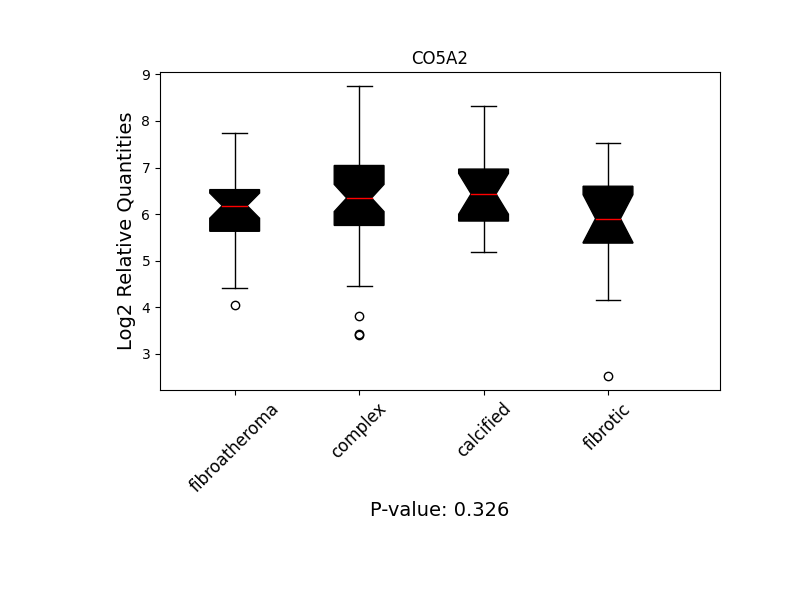 CO5A2
Log2 Relative Quantities
9
8
7
6
5
4
3
fibroatheroma
complex
calcified
fibrotic
P-value: 0.326